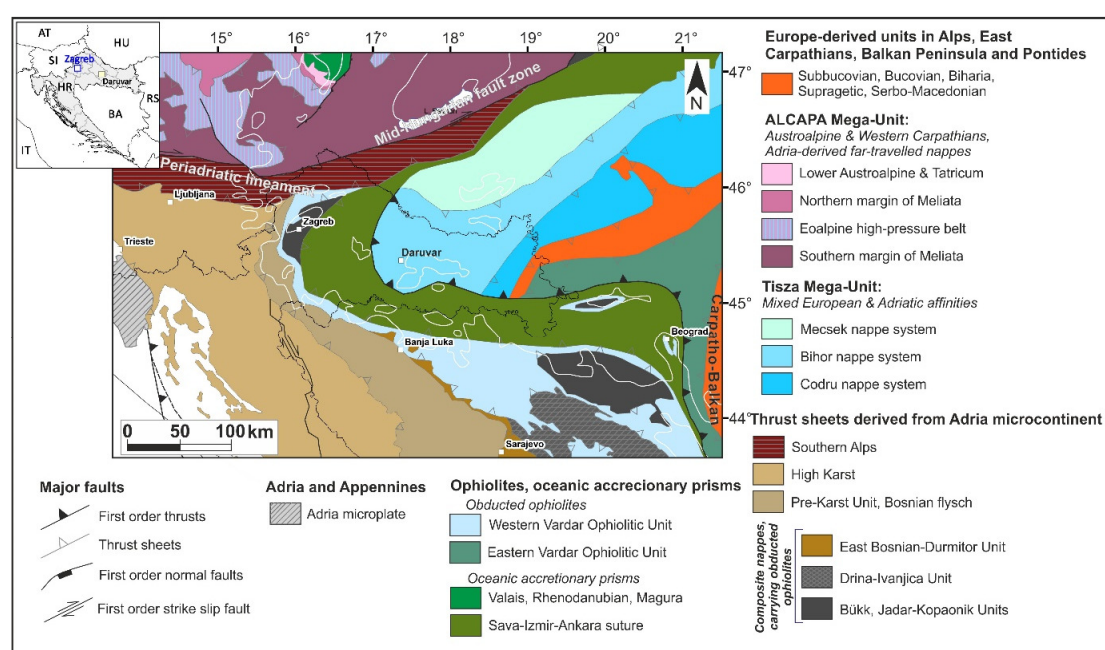 AT
HU
SI
Zagreb
Daruvar
HR
RS
BA
IT
15°
16°
17°
18°
19°
20°
21°
47°
46°
45°
44°
N
Mid-Hungarian fault zone
Periadriatic lineament
Ljubljana
Zagreb
Trieste
Daruvar
Beograd
Banja Luka
Sarajevo
Carpatho-Balkan
0 50 100 km
Europe-derived units in Alps, East
Carpathians, Balkan Peninsula and Pontides
Subbucovian, Bucovian, Biharia,
Supragetic, Serbo-Macedonian
ALCAPA Mega-Unit:
Austroalpine & Western Carpathians,
Adria-derived far-travelled nappes
Lower Austroalpine & Tatricum
Northern margin of Meliata
Eoalpine high-pressure belt
Southern margin of Meliata
Tisza Mega-Unit:
Mixed European & Adriatic affinities
Mecsek nappe system
Bihor nappe system
Codru nappe system
Thrust sheets derived from Adria microcontinent
Southern Alps
High Karst
Pre-Karst Unit, Bosnian flysch
Composite nappes,
carrying obducted
ophiolites
East Bosnian-Durmitor Unit
Drina-Ivanjica Unit
Bükk, Jadar-Kopaonik Units
Major faults
First order thrusts
Thrust sheets
First order normal faults
First order strike slip fault
Adria and Appennines
Adria microplate
Ophiolites, oceanic accrecionary prisms
Obducted ophiolites
Western Vardar Ophiolitic Unit
Eastern Vardar Ophiolitic Unit
Oceanic accretionary prisms
Valais, Rhenodanubian, Magura
Sava-Izmir-Ankara suture